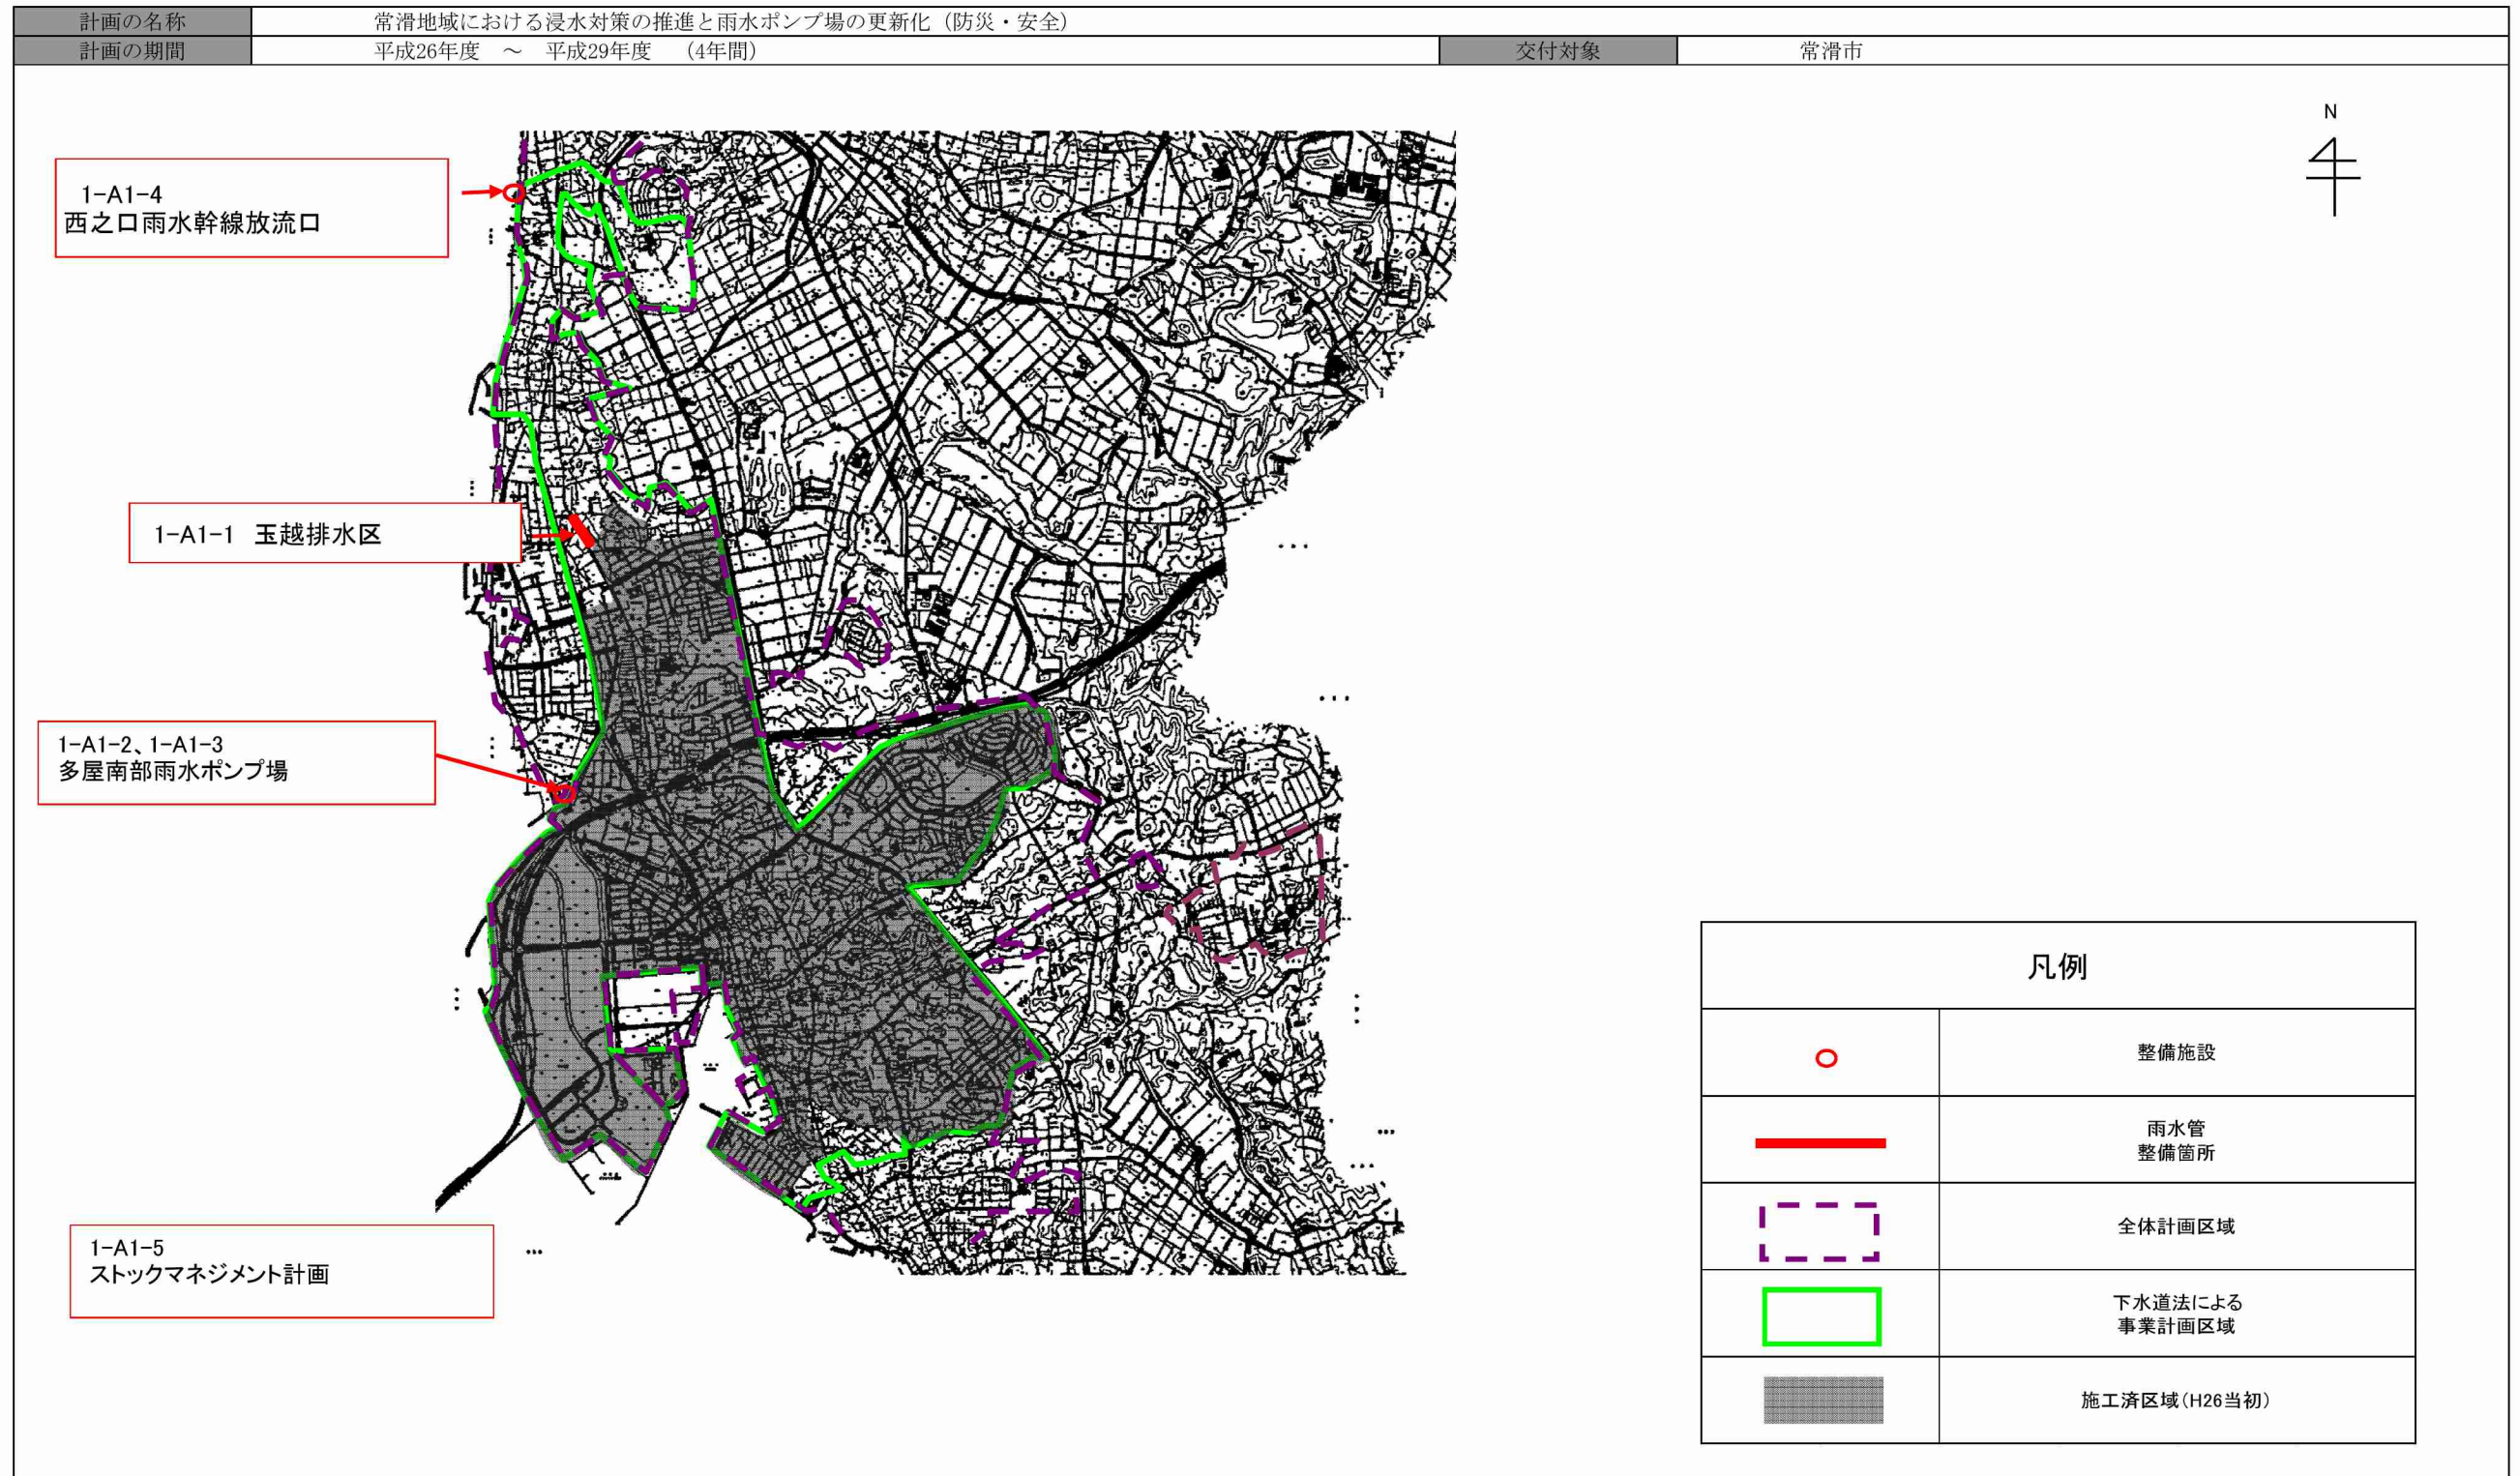 計画の名称
常滑地域における浸水対策の推進と雨水ポンプ場の更新化（防災・安全）
計画の期間
平成26年度　～　平成29年度　（4年間）
交付対象
常滑市
N
1-A1-4
西之口雨水幹線放流口
1-A1-1　玉越排水区
1-A1-2、1-A1-3
多屋南部雨水ポンプ場
1-A1-5
ストックマネジメント計画
凡例
整備施設
雨水管
整備箇所
全体計画区域
下水道法による
事業計画区域
施工済区域（H26当初）